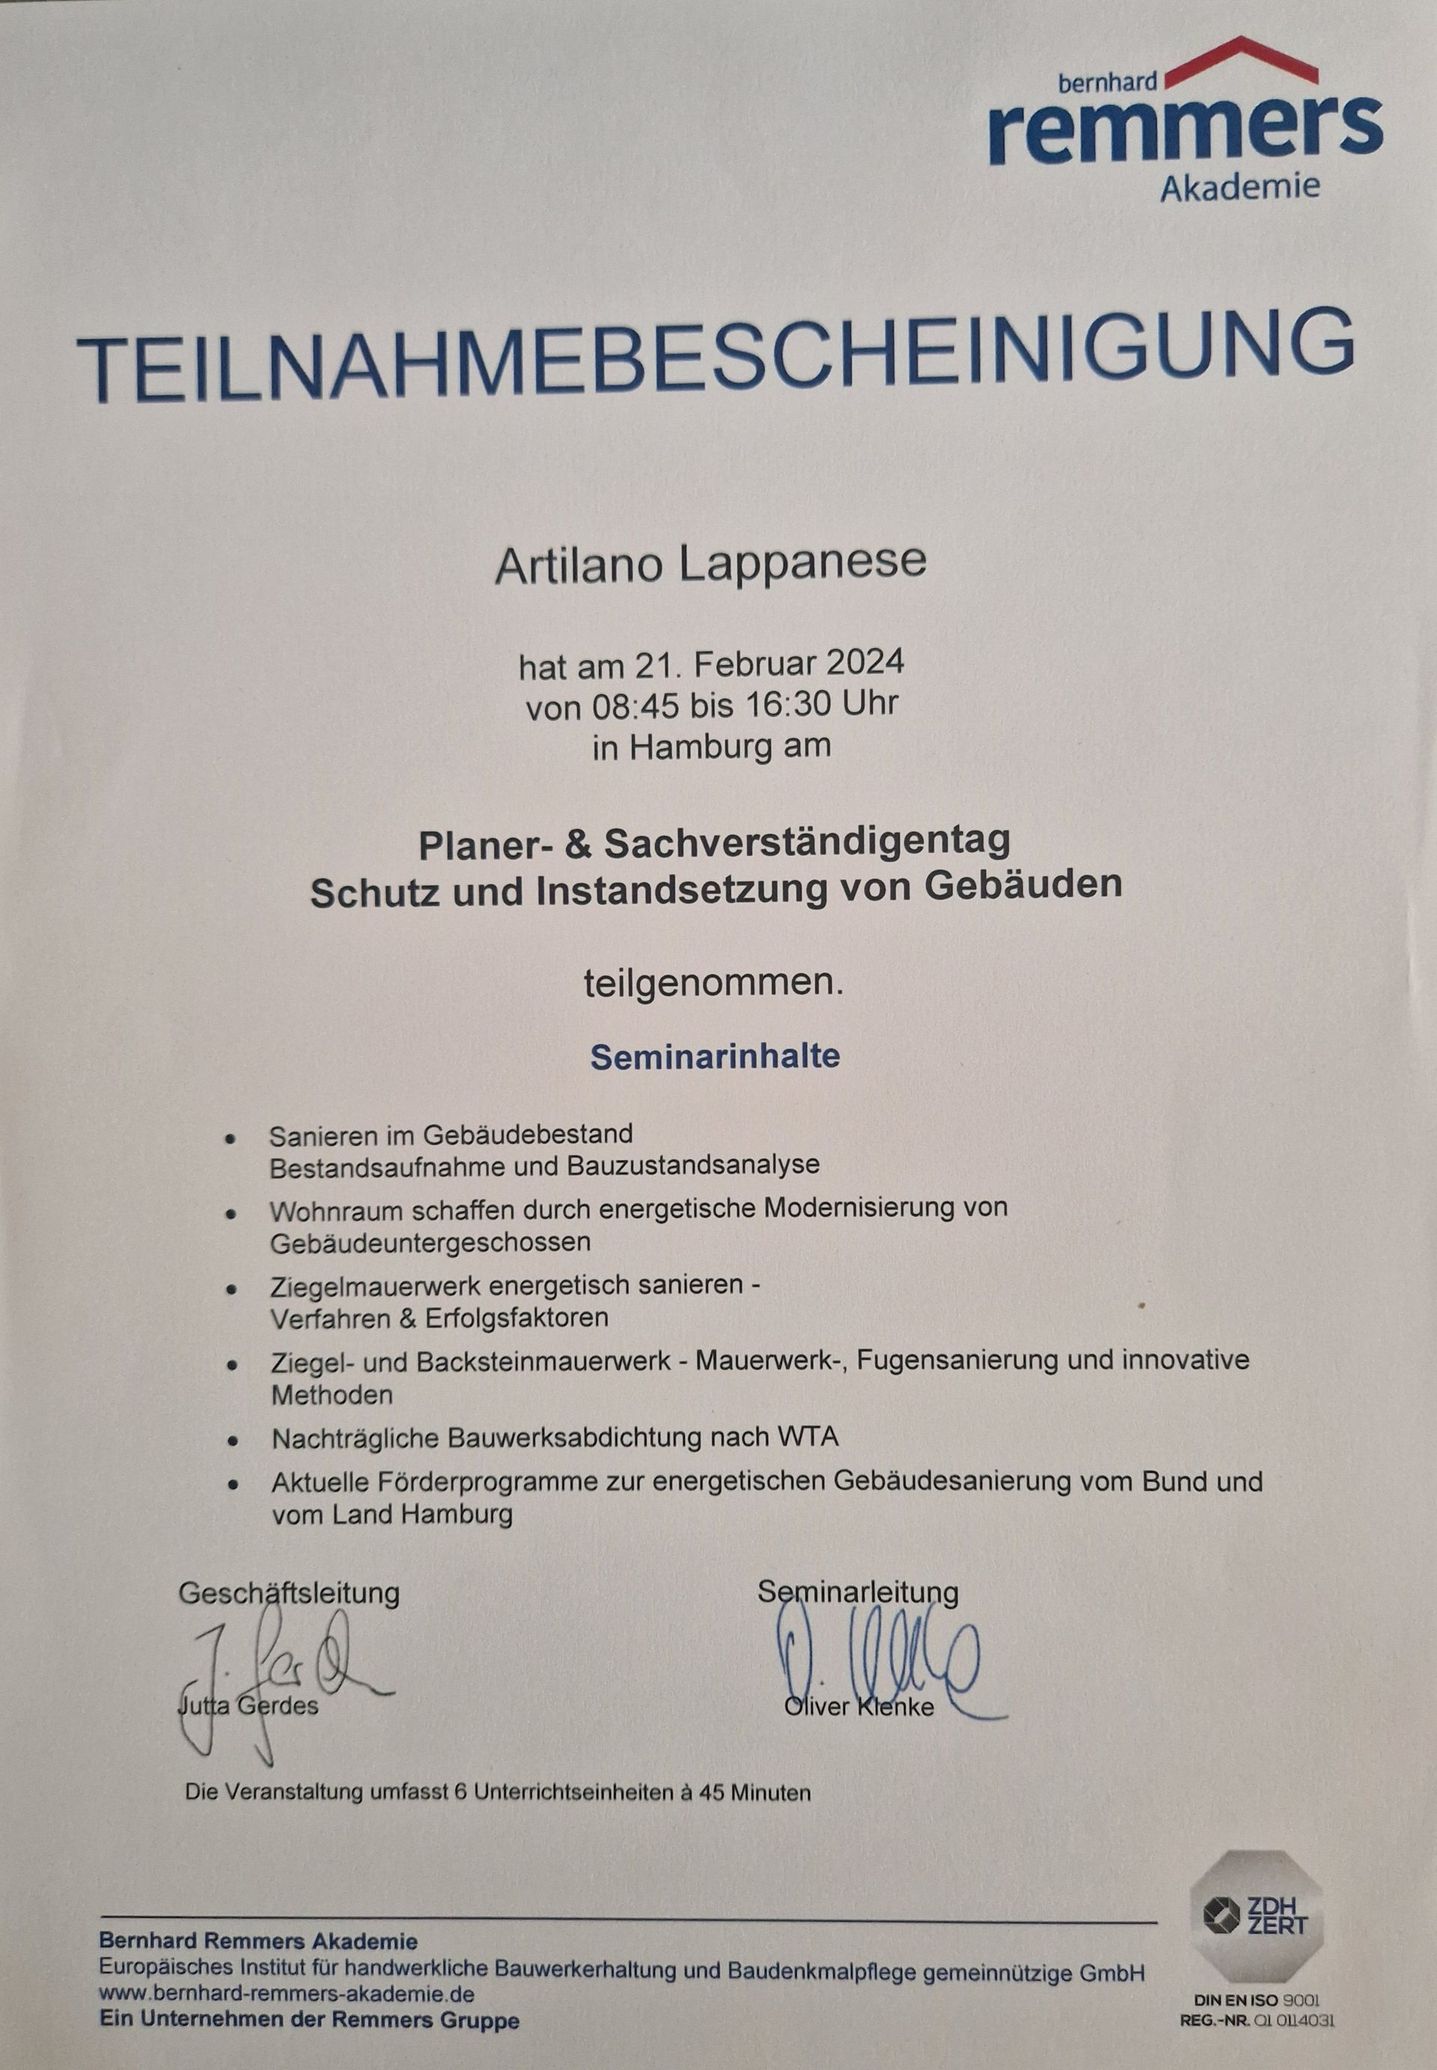 bernhard
remmers
Akademie
TEILNAHMEBESCHEINIGUNG
Artilano Lappanese
hat am 21. Februar 2024
von 08:45 bis 16:30 Uhr
in Hamburg am
Planer- & Sachverständigentag
Schutz und Instandsetzung von Gebäuden
teilgenommen.
Seminarinhalte
• Sanieren im Gebäudebestand
Bestandsaufnahme und Bauzustandsanalyse
• Wohnraum schaffen durch energetische Modernisierung von
Gebäudeuntergeschossen
• Ziegelmauerwerk energetisch sanieren -
Verfahren & Erfolgsfaktoren
• Ziegel- und Backsteinmauerwerk - Mauerwerk-, Fugensanierung und innovative
Methoden
• Nachträgliche Bauwerksabdichtung nach WTA
• Aktuelle Förderprogramme zur energetischen Gebäudesanierung vom Bund und
vom Land Hamburg
Geschäftsleitung
Jutta Gerdes
Seminarleitung
Oliver Klenke
Die Veranstaltung umfasst 6 Unterrichtseinheiten à 45 Minuten
Bernhard Remmers Akademie
Europäisches Institut für handwerkliche Bauwerkerhaltung und Baudenkmalpflege gemeinnützige GmbH
www.bernhard-remmers-akademie.de
Ein Unternehmen der Remmers Gruppe
ZDH
ZERT
DIN EN ISO 9001
REG.-NR. Q1 0114031